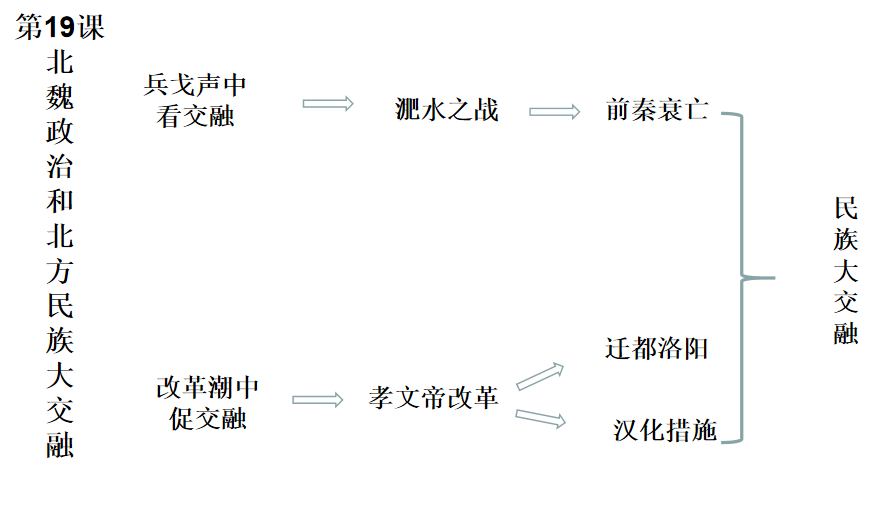 第19课
北魏政治和北方民族大交融
兵戈声中
看交融
淝水之战
前秦衰亡
改革潮中
促交融
孝文帝改革
迁都洛阳
汉化措施
民族大交融